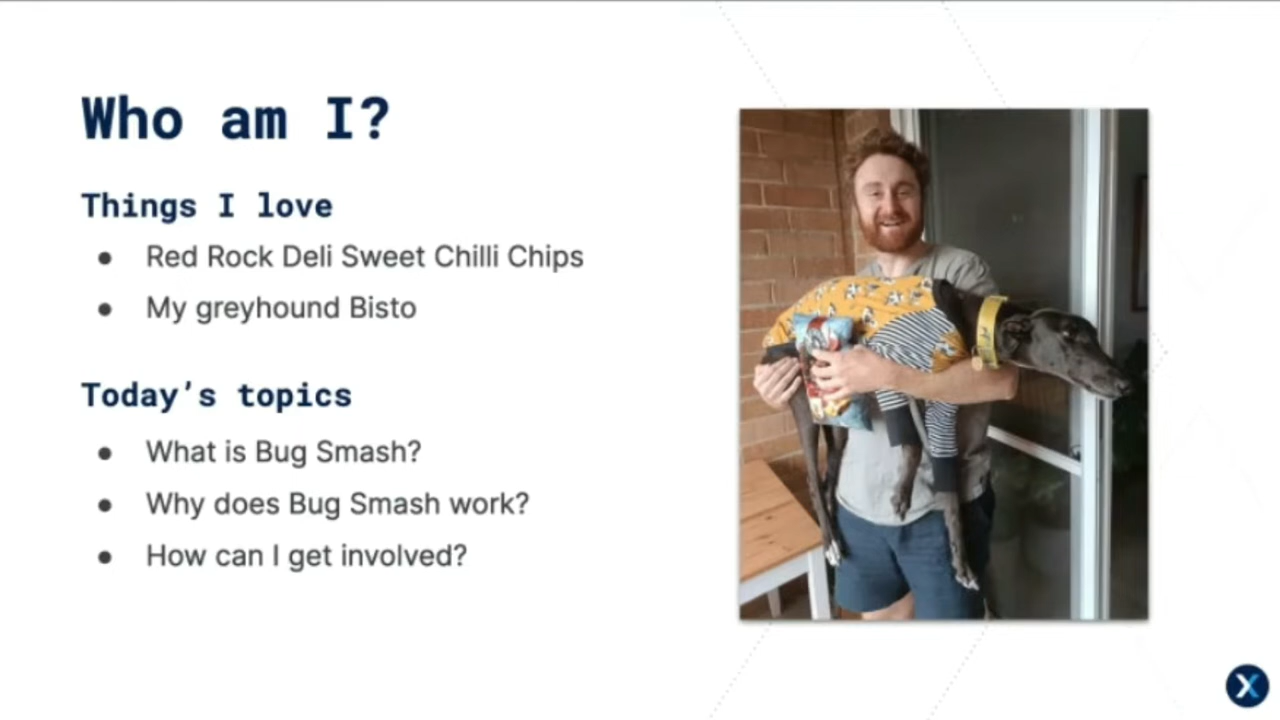 Who am I?
Things I love
● Red Rock Deli Sweet Chilli Chips
● My greyhound Bisto
Today’s topics
● What is Bug Smash?
● Why does Bug Smash work?
● How can I get involved?